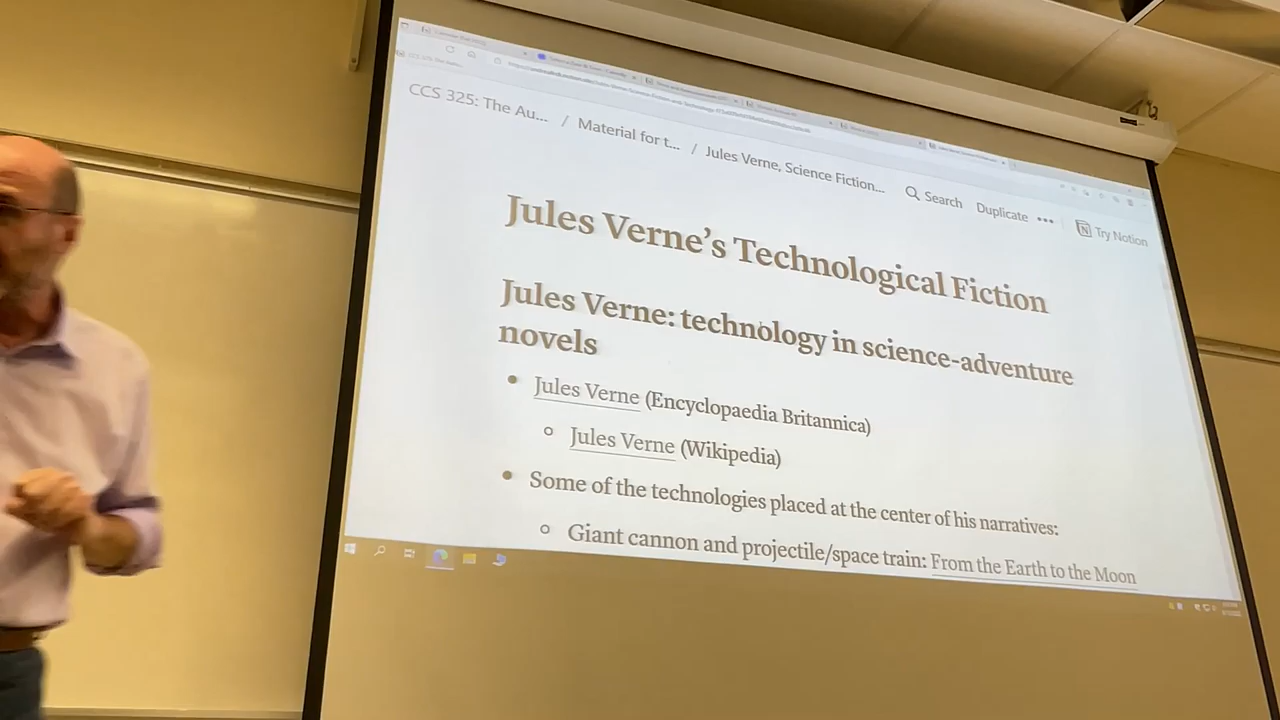 CCS 325: The Au... / Material for t... / Jules Verne, Science Fiction... Search Duplicate ••• Try Notion
Jules Verne’s Technological Fiction
Jules Verne: technology in science-adventure
novels
• Jules Verne (Encyclopaedia Britannica)
○ Jules Verne (Wikipedia)
• Some of the technologies placed at the center of his narratives:
○ Giant cannon and projectile/space train: From the Earth to the Moon